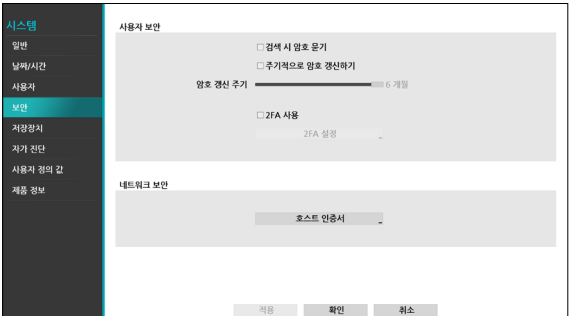 시스템
일반
날짜/시간
사용자
보안
저장장치
자가 진단
사용자 정의 값
제품 정보
사용자 보안
검색 시 암호 묻기
주기적으로 암호 갱신하기
암호 갱신 주기 6 개월
2FA 사용
2FA 설정
네트워크 보안
호스트 인증서
적용 확인 취소